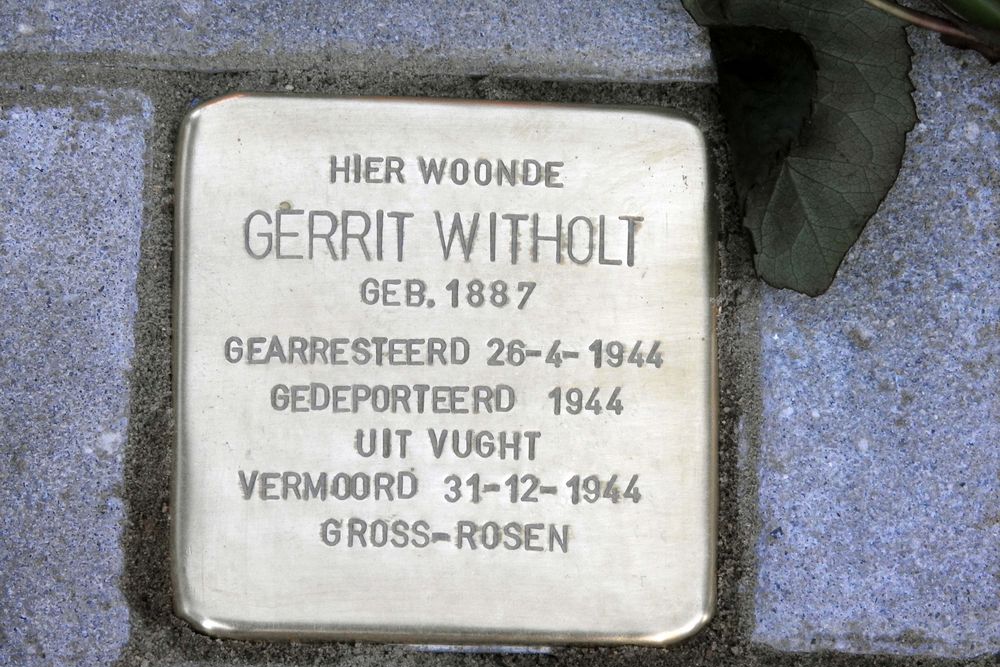 HIER WOONDE
GERRIT WITHOLT
GEB. 1887
GEARRESTEERD 26-4-1944
GEDEPORTEERD 1944
UIT VUGHT
VERMOORD 31-12-1944
GROSS-ROSEN